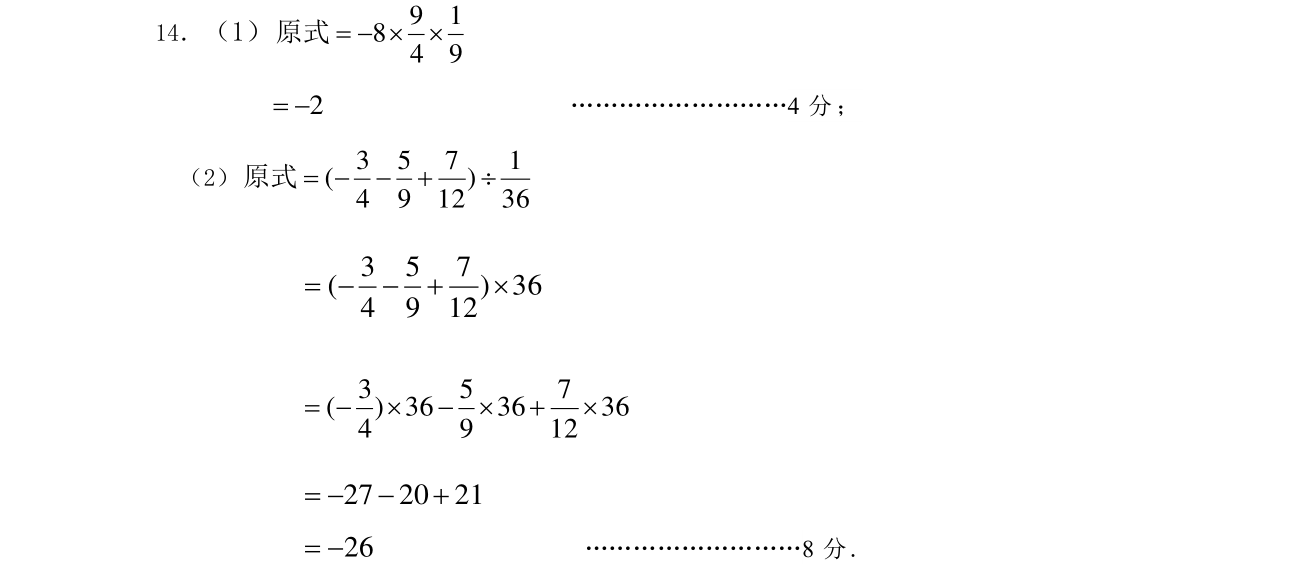 14. （1）原式 = -8×9/4×1/9
= -2 …………………………4 分；
（2）原式 = (-3/4-5/9+7/12)÷1/36
= (-3/4-5/9+7/12)×36
= (-3/4)×36-5/9×36+7/12×36
= -27-20+21
= -26 …………………………8 分.